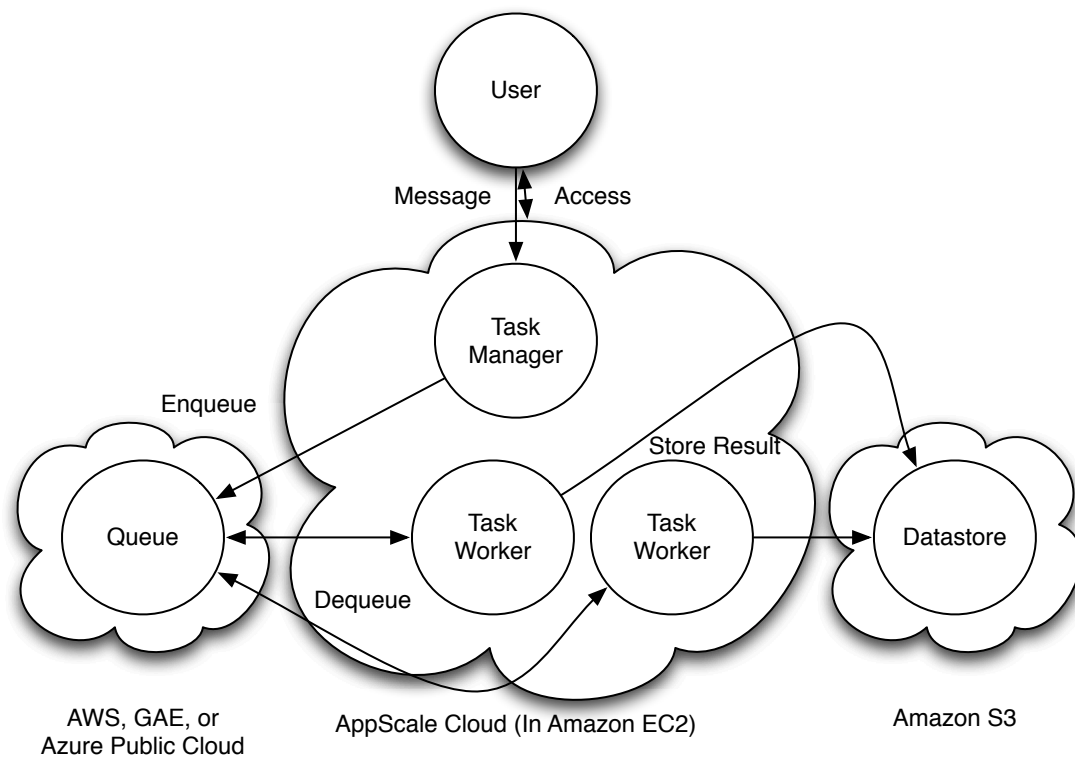 User
Message
Access
Task
Manager
Enqueue
Store Result
Queue
Task
Worker
Task
Worker
Datastore
Dequeue
AWS, GAE, or
Azure Public Cloud
AppScale Cloud (In Amazon EC2)
Amazon S3